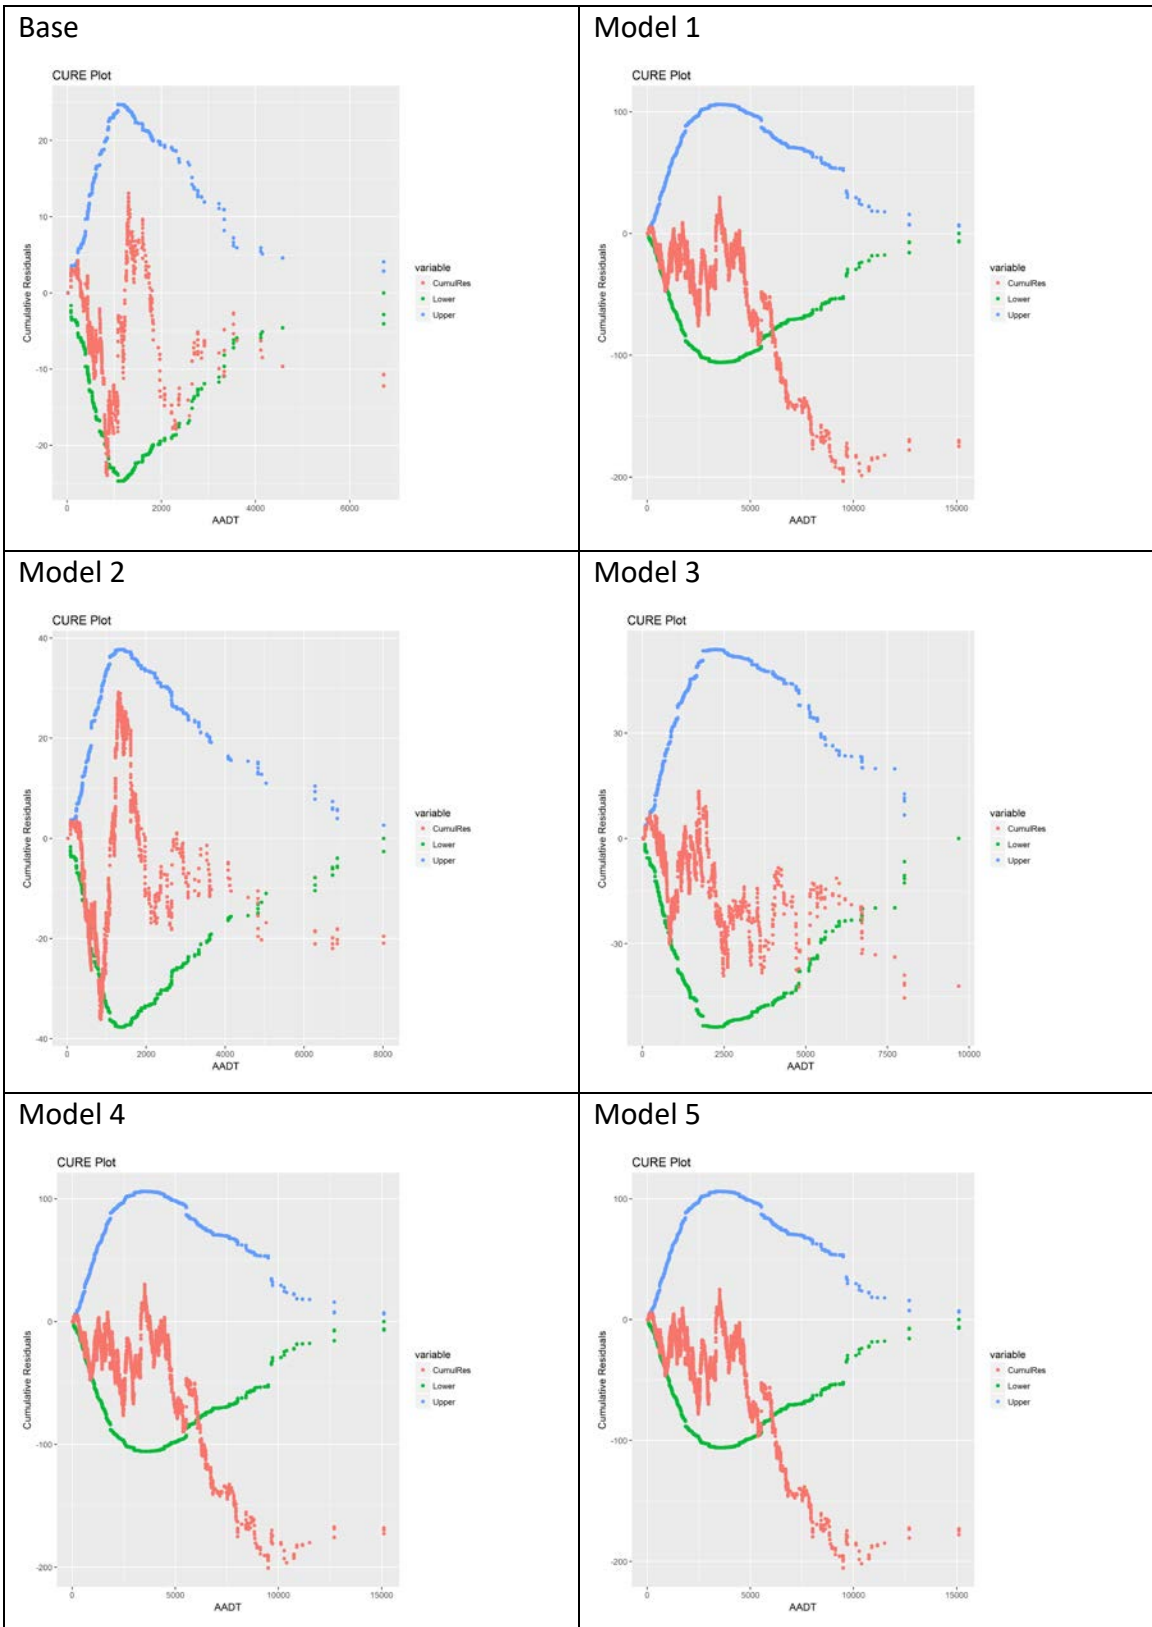 Base
CURE Plot
20
10
0
-10
-20
Cumulative Residuals
0 2000 4000 6000
AADT
variable
CumulRes
Lower
Upper
Model 1
CURE Plot
100
0
-100
-200
Cumulative Residuals
0 5000 10000 15000
AADT
variable
CumulRes
Lower
Upper
Model 2
CURE Plot
40
20
0
-20
-40
Cumulative Residuals
0 2000 4000 6000 8000
AADT
variable
CumulRes
Lower
Upper
Model 3
CURE Plot
30
0
-30
Cumulative Residuals
0 2500 5000 7500 10000
AADT
variable
CumulRes
Lower
Upper
Model 4
CURE Plot
100
0
-100
-200
Cumulative Residuals
0 5000 10000 15000
AADT
variable
CumulRes
Lower
Upper
Model 5
CURE Plot
100
0
-100
-200
Cumulative Residuals
0 5000 10000 15000
AADT
variable
CumulRes
Lower
Upper